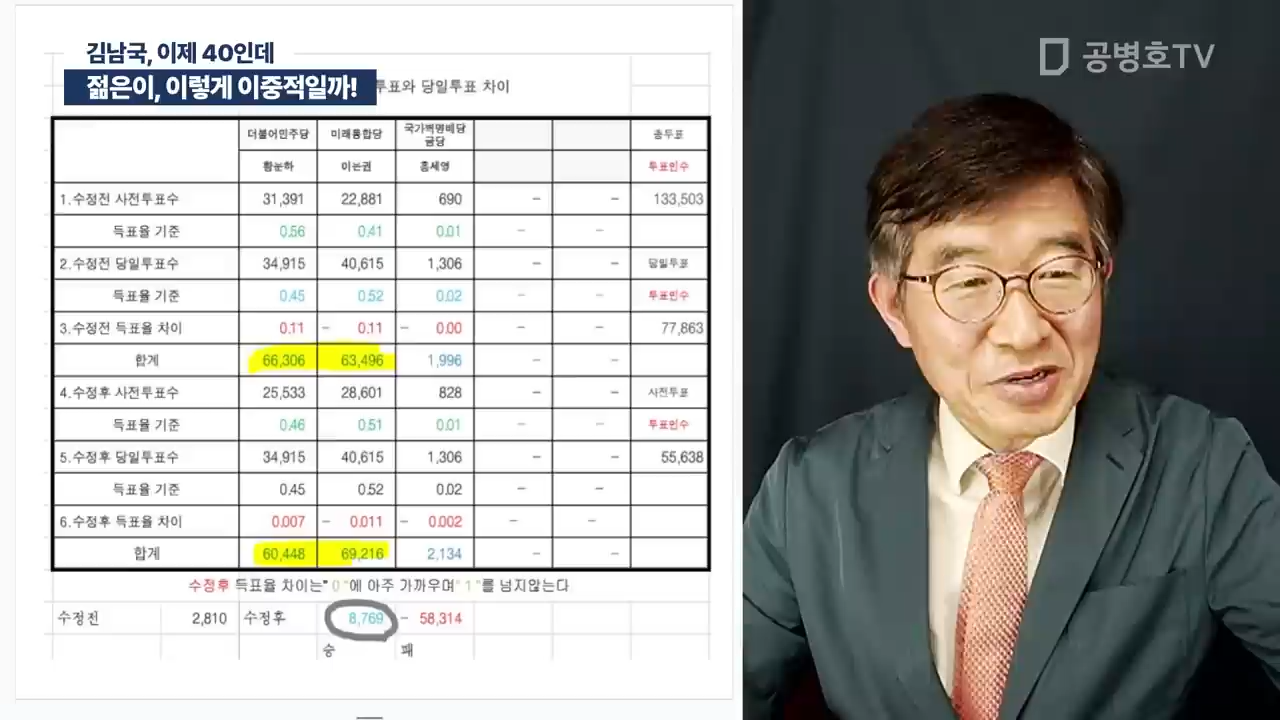 김남국, 이제 40인데
젊은이, 이렇게 이중적일까!
공병호TV
투표와 당일투표 차이
더불어민주당 미래통합당 국가혁명배당금당 총투표
황운하 이은권 홍세영 투표인수
1.수정전 사전투표수 31,391 22,881 690 – – 133,503
득표율 기준 0.56 0.41 0.01 – –
2.수정전 당일투표수 34,915 40,615 1,306 – – 당일투표
득표율 기준 0.45 0.52 0.02 – – 투표인수
3.수정전 득표율 차이 0.11 – 0.11 – 0.00 – – 77,863
합계 66,306 63,496 1,996 – –
4.수정후 사전투표수 25,533 28,601 828 – – 사전투표
득표율 기준 0.46 0.51 0.01 – – 투표인수
5.수정후 당일투표수 34,915 40,615 1,306 – – 55,638
득표율 기준 0.45 0.52 0.02 – –
6.수정후 득표율 차이 0.007 – 0.011 – 0.002 – –
합계 60,448 69,216 2,134 – –
수정후 득표율 차이는" 0 "에 아주 가까우며" 1 "를 넘지않는다
수정전 2,810 수정후 8,769 – 58,314
승 패